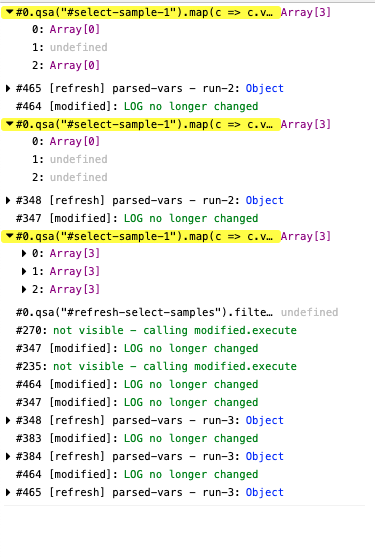 #0.qsa("#select-sample-1").map(c => c.v… Array[3]
0: Array[0]
1: undefined
2: Array[0]
#465 [refresh] parsed-vars - run-2: Object
#464 [modified]: LOG no longer changed
#0.qsa("#select-sample-1").map(c => c.v… Array[3]
0: Array[0]
1: undefined
2: undefined
#348 [refresh] parsed-vars - run-2: Object
#347 [modified]: LOG no longer changed
#0.qsa("#select-sample-1").map(c => c.v… Array[3]
0: Array[3]
1: Array[3]
2: Array[3]
#0.qsa("#refresh-select-samples").filte… undefined
#270: not visible - calling modified.execute
#347 [modified]: LOG no longer changed
#235: not visible - calling modified.execute
#464 [modified]: LOG no longer changed
#347 [modified]: LOG no longer changed
#348 [refresh] parsed-vars - run-3: Object
#383 [modified]: LOG no longer changed
#384 [refresh] parsed-vars - run-3: Object
#464 [modified]: LOG no longer changed
#465 [refresh] parsed-vars - run-3: Object